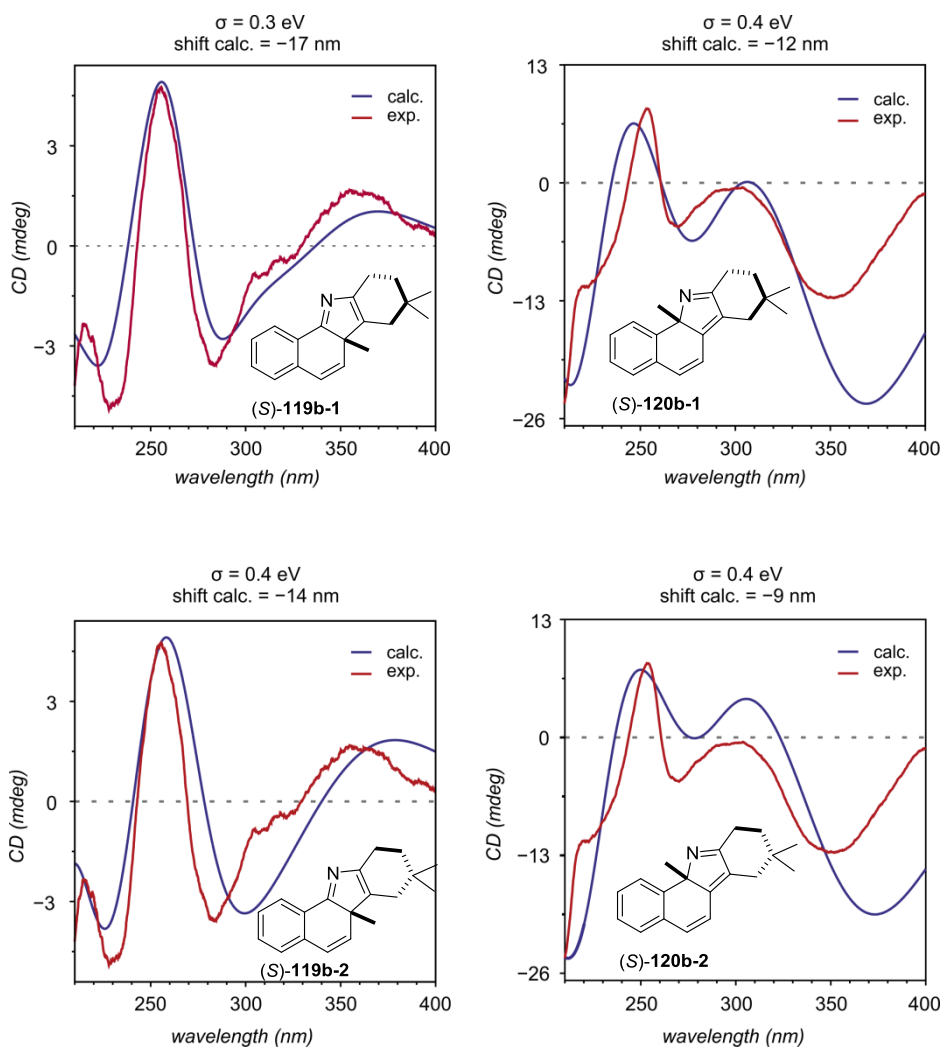 σ = 0.3 eV
shift calc. = −17 nm
CD (mdeg)
3
0
−3
calc.
exp.
N
(S)-119b-1
250
300
350
400
wavelength (nm)
σ = 0.4 eV
shift calc. = −12 nm
CD (mdeg)
13
0
−13
−26
calc.
exp.
N
(S)-120b-1
250
300
350
400
wavelength (nm)
σ = 0.4 eV
shift calc. = −14 nm
CD (mdeg)
3
0
−3
calc.
exp.
N
(S)-119b-2
250
300
350
400
wavelength (nm)
σ = 0.4 eV
shift calc. = −9 nm
CD (mdeg)
13
0
−13
−26
calc.
exp.
N
(S)-120b-2
250
300
350
400
wavelength (nm)